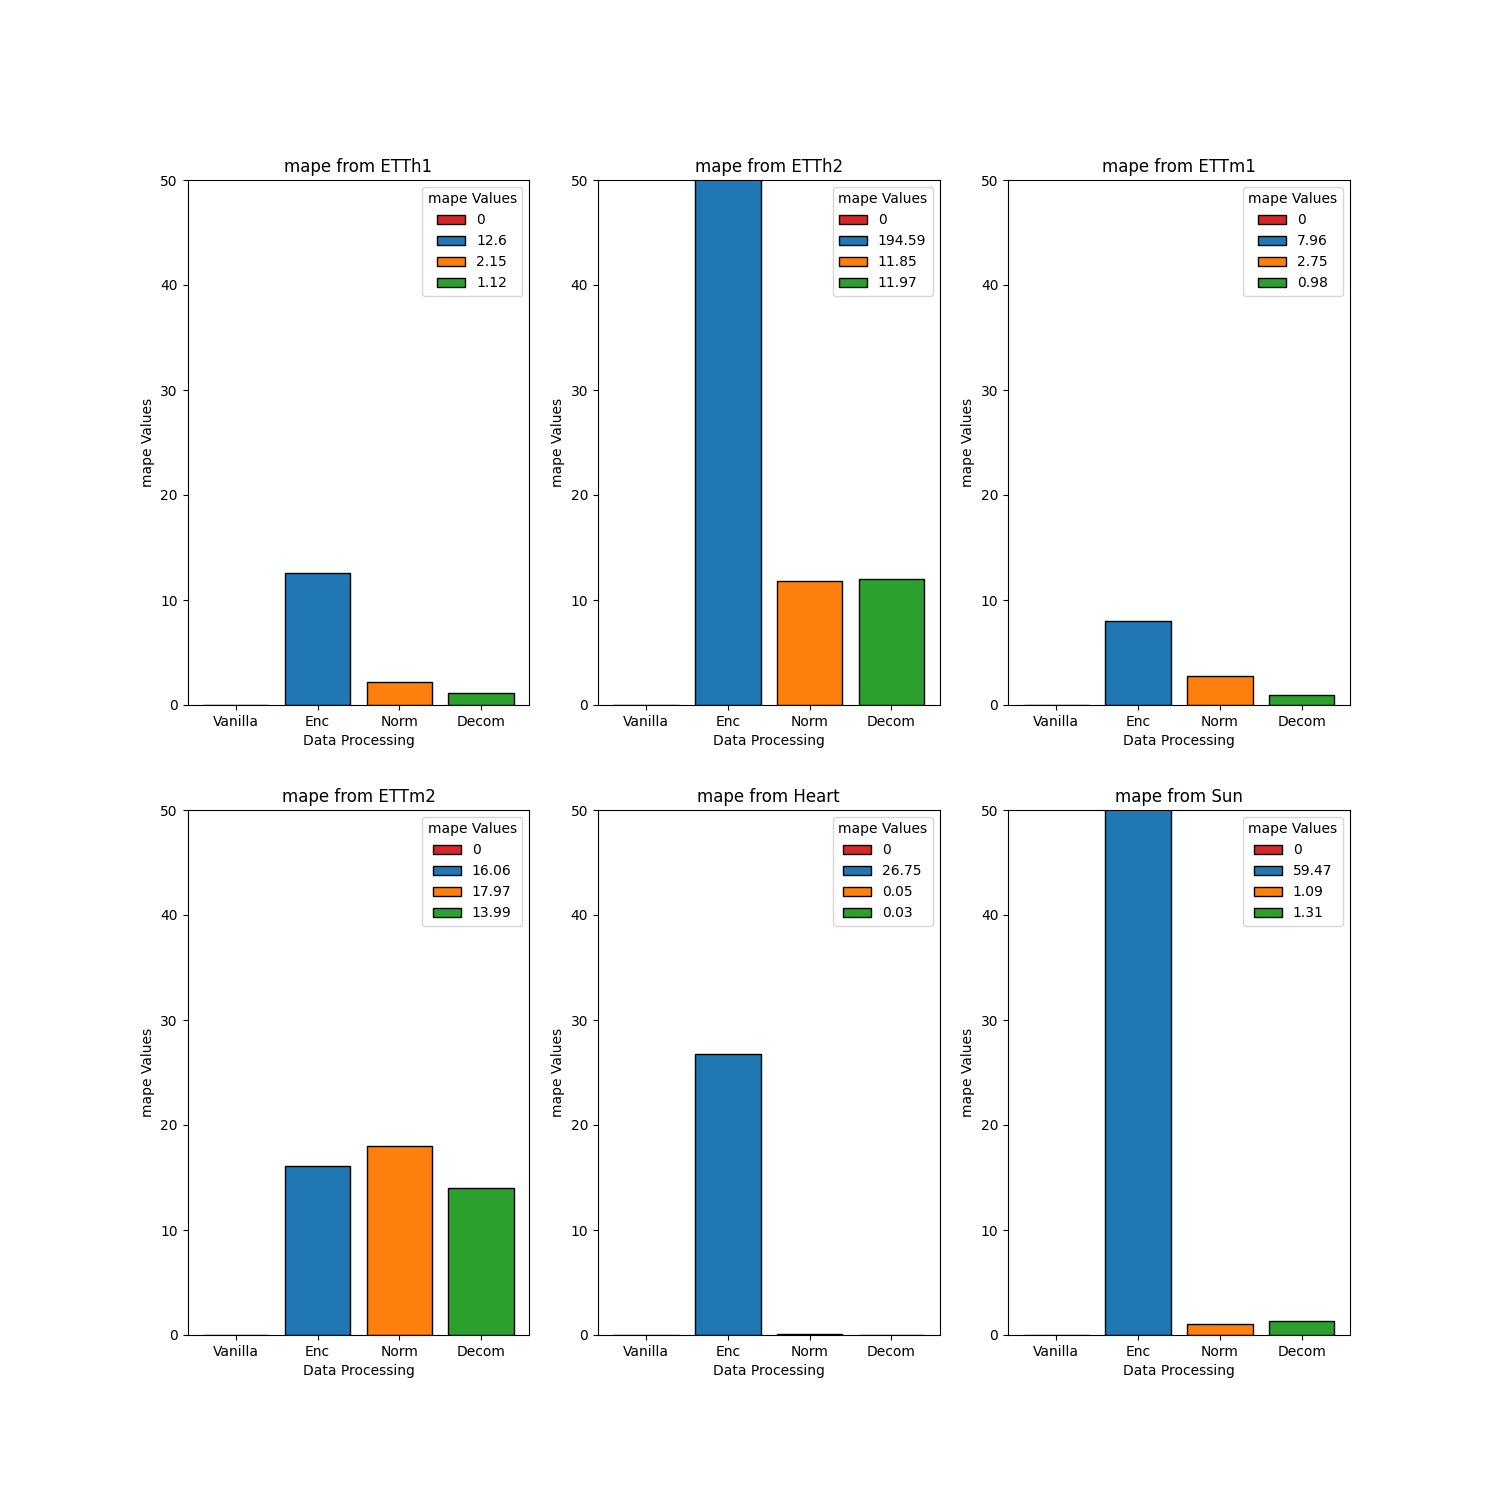 mape from ETTh1
50
40
30
20
10
0
mape Values
mape Values
0
12.6
2.15
1.12
Vanilla Enc Norm Decom
Data Processing
mape from ETTh2
50
40
30
20
10
0
mape Values
mape Values
0
194.59
11.85
11.97
Vanilla Enc Norm Decom
Data Processing
mape from ETTm1
50
40
30
20
10
0
mape Values
mape Values
0
7.96
2.75
0.98
Vanilla Enc Norm Decom
Data Processing
mape from ETTm2
50
40
30
20
10
0
mape Values
mape Values
0
16.06
17.97
13.99
Vanilla Enc Norm Decom
Data Processing
mape from Heart
50
40
30
20
10
0
mape Values
mape Values
0
26.75
0.05
0.03
Vanilla Enc Norm Decom
Data Processing
mape from Sun
50
40
30
20
10
0
mape Values
mape Values
0
59.47
1.09
1.31
Vanilla Enc Norm Decom
Data Processing